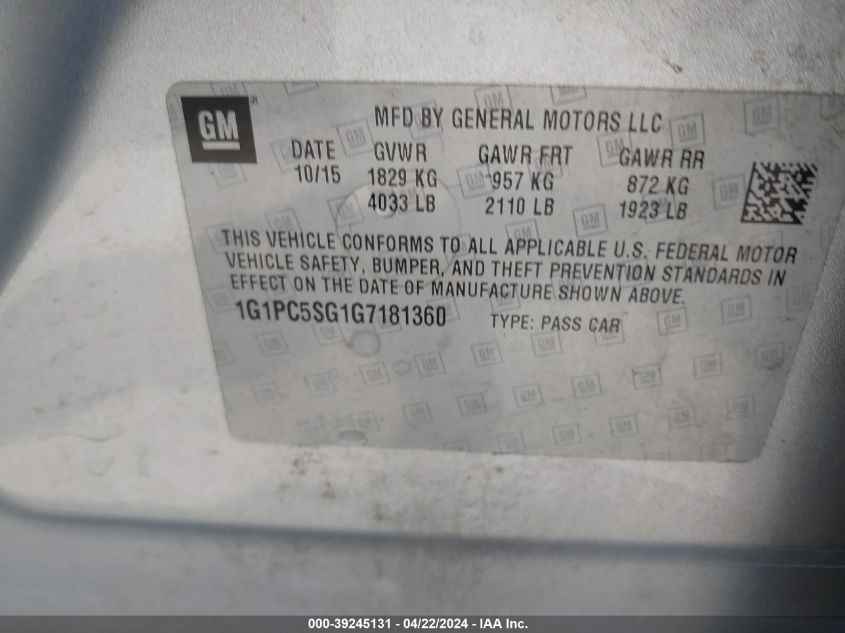 GM
MFD BY GENERAL MOTORS LLC
DATE GVWR GAWR FRT GAWR RR
10/15 1829 KG 957 KG 872 KG
4033 LB 2110 LB 1923 LB
THIS VEHICLE CONFORMS TO ALL APPLICABLE U.S. FEDERAL MOTOR
VEHICLE SAFETY, BUMPER, AND THEFT PREVENTION STANDARDS IN
EFFECT ON THE DATE OF MANUFACTURE SHOWN ABOVE.
1G1PC5SG1G7181360 TYPE: PASS CAR
000-39245131 - 04/22/2024 - IAA Inc.